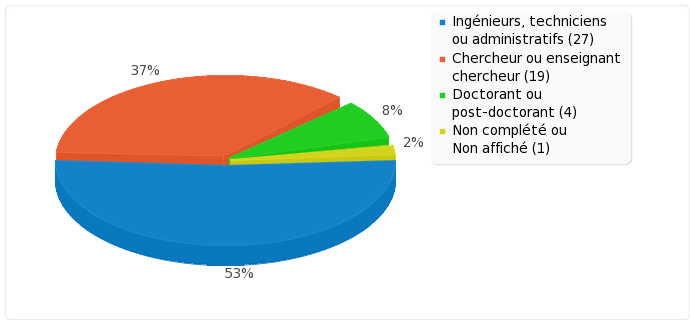 37%
8%
2%
53%
Ingénieurs, techniciens
ou administratifs (27)
Chercheur ou enseignant
chercheur (19)
Doctorant ou
post-doctorant (4)
Non complété ou
Non affiché (1)